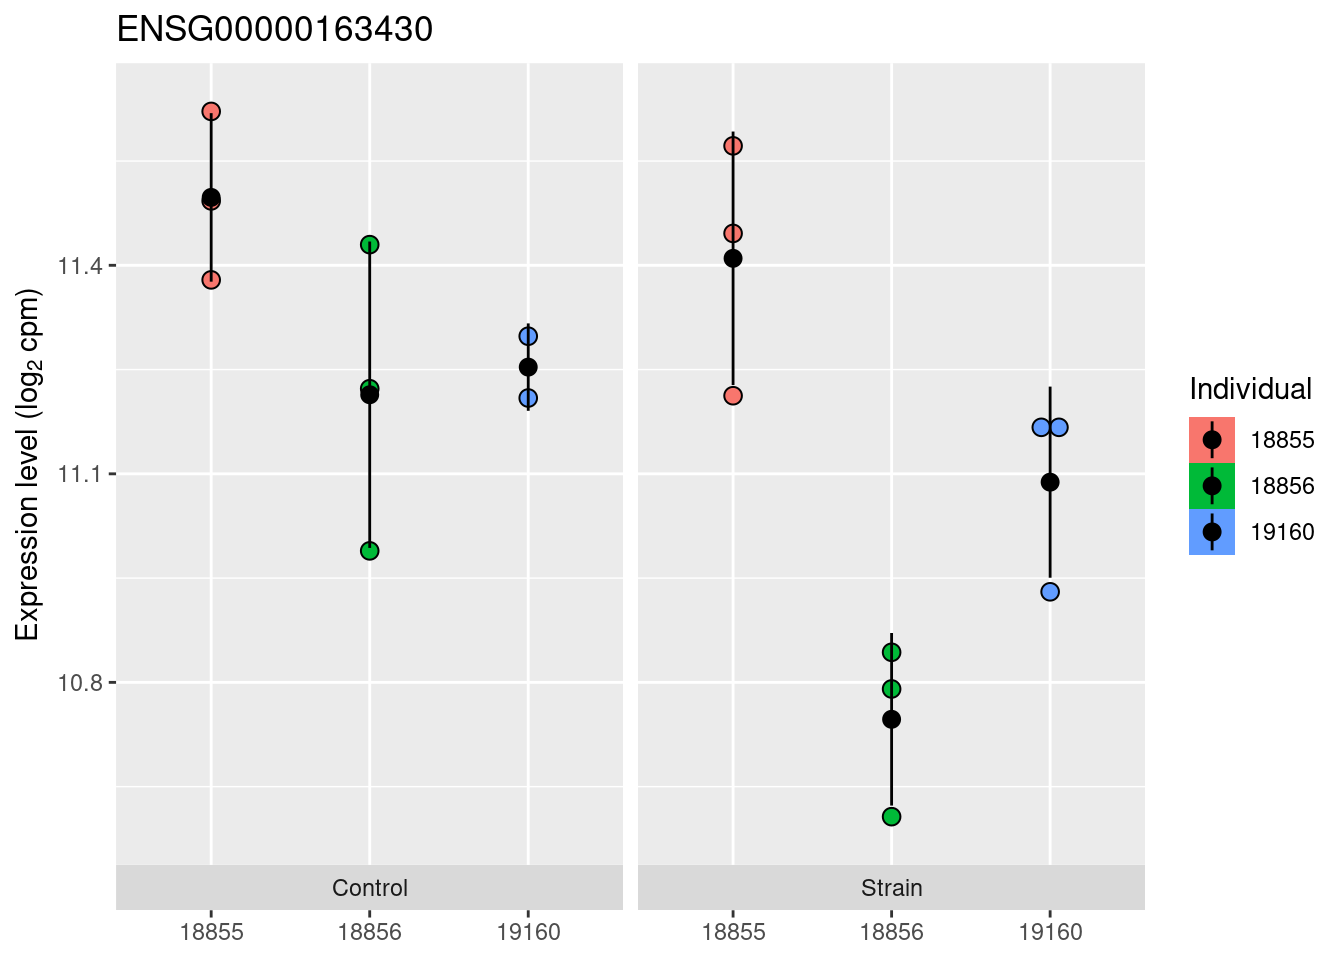 ENSG00000163430
Expression level (log₂ cpm)
11.4
11.1
10.8
Control
Strain
18855
18856
19160
18855
18856
19160
Individual
18855
18856
19160